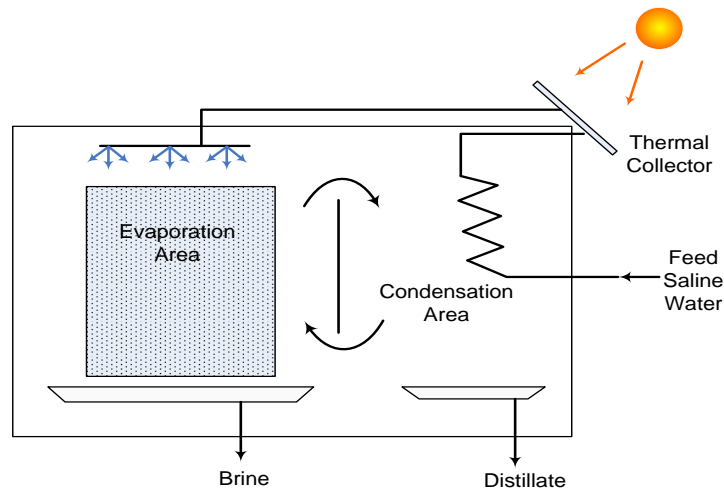 Thermal
Collector
Evaporation
Area
Feed
Saline
Water
Condensation
Area
Brine
Distillate